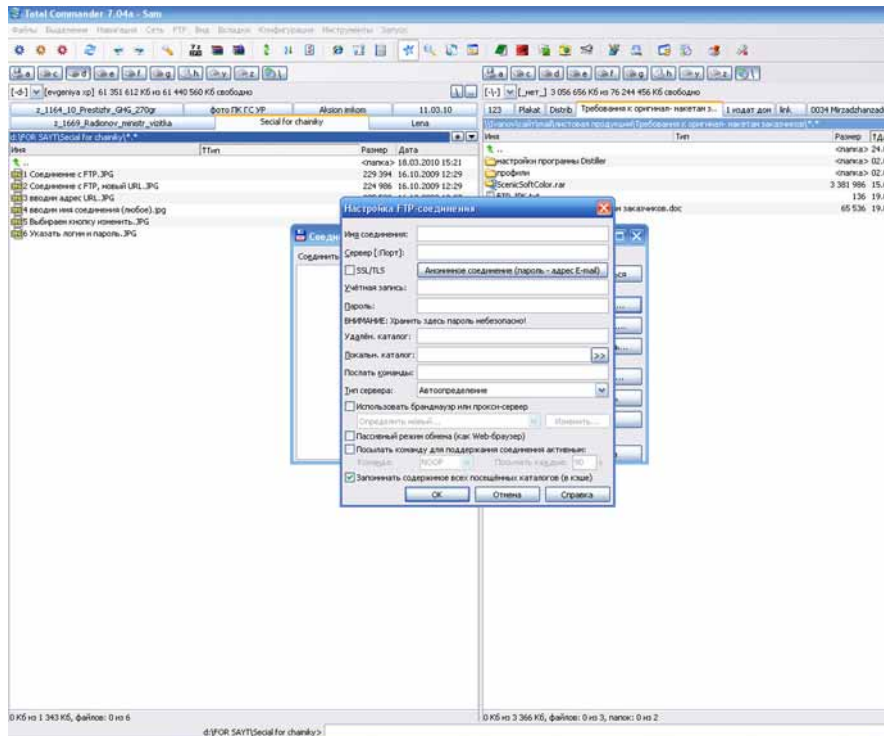 Total Commander 7.04a - Sam
Файлы Выделение Навигация Сеть FTP Вид Вкладки Конфигурация Инструменты Запуск
a c d e f g h y z \
a c d e f g h y z \
[-d-] [evgeniya xp] 61 351 612 Кб из 61 440 560 Кб свободно
[-i-] [_нет_] 3 056 656 Кб из 76 244 456 Кб свободно
z_1164_10_Prestizhr_GHG_270gr фото ПК ГС УР Aksion inkom 11.03.10
z_1669_Radionov_ministr_vizitka Secial for chainiky Lena
123 Plakat Distrib Требования к оригинал- макетам з... 1 издат дом link.
d:\FOR SAYT\Secial for chainiky\*.*
Имя Тип Размер Дата
Имя Тип Размер
.. <папка> 18.03.2010 15:21
1 Соединение с FTP.JPG 229 394 16.10.2009 12:29
2 Соединение с FTP, новый URL.JPG 224 986 16.10.2009 12:29
3 вводим адрес URL.JPG
4 вводим имя соединения (любое).jpg
5 Выбираем кнопку изменить.JPG
6 Указать логин и пароль.JPG
.. <папка>
настройки программы Distiller <папка>
профили <папка>
ScenicSoftColor.rar 3 381 986
136
заказчиков.doc 65 536
Соединить
Настройка FTP-соединения
Имя соединения:
Сервер [:Порт]:
SSL/TLS Анонимное соединение (пароль - адрес E-mail)
Учётная запись:
Пароль:
ВНИМАНИЕ: Хранить здесь пароль небезопасно!
Удалён. каталог:
Локальн. каталог: >>
Послать команды:
Тип сервера: Автоопределение
Использовать брандмауэр или прокси-сервер
Определить новый... Изменить...
Пассивный режим обмена (как Web-браузер)
Посылать команду для поддержания соединения активным:
Команда: NOOP Посылать каждые: 90 s
Запоминать содержимое всех посещённых каталогов (в кэше)
OK Отмена Справка
0 Кб из 1 343 Кб, файлов: 0 из 6
0 Кб из 3 366 Кб, файлов: 0 из 3, папок: 0 из 2
d:\FOR SAYT\Secial for chainiky>